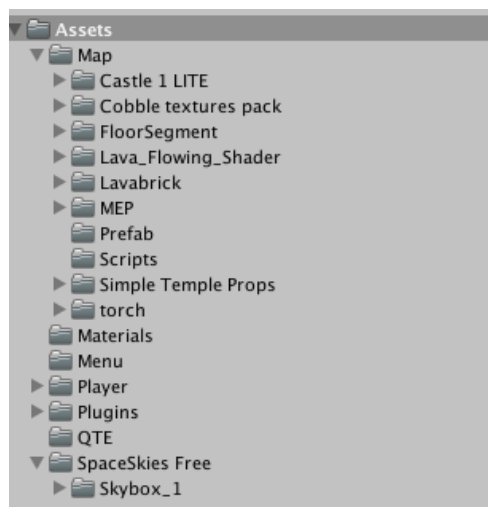 Assets
Map
Castle 1 LITE
Cobble textures pack
FloorSegment
Lava_Flowing_Shader
Lavabrick
MEP
Prefab
Scripts
Simple Temple Props
torch
Materials
Menu
Player
Plugins
QTE
SpaceSkies Free
Skybox_1